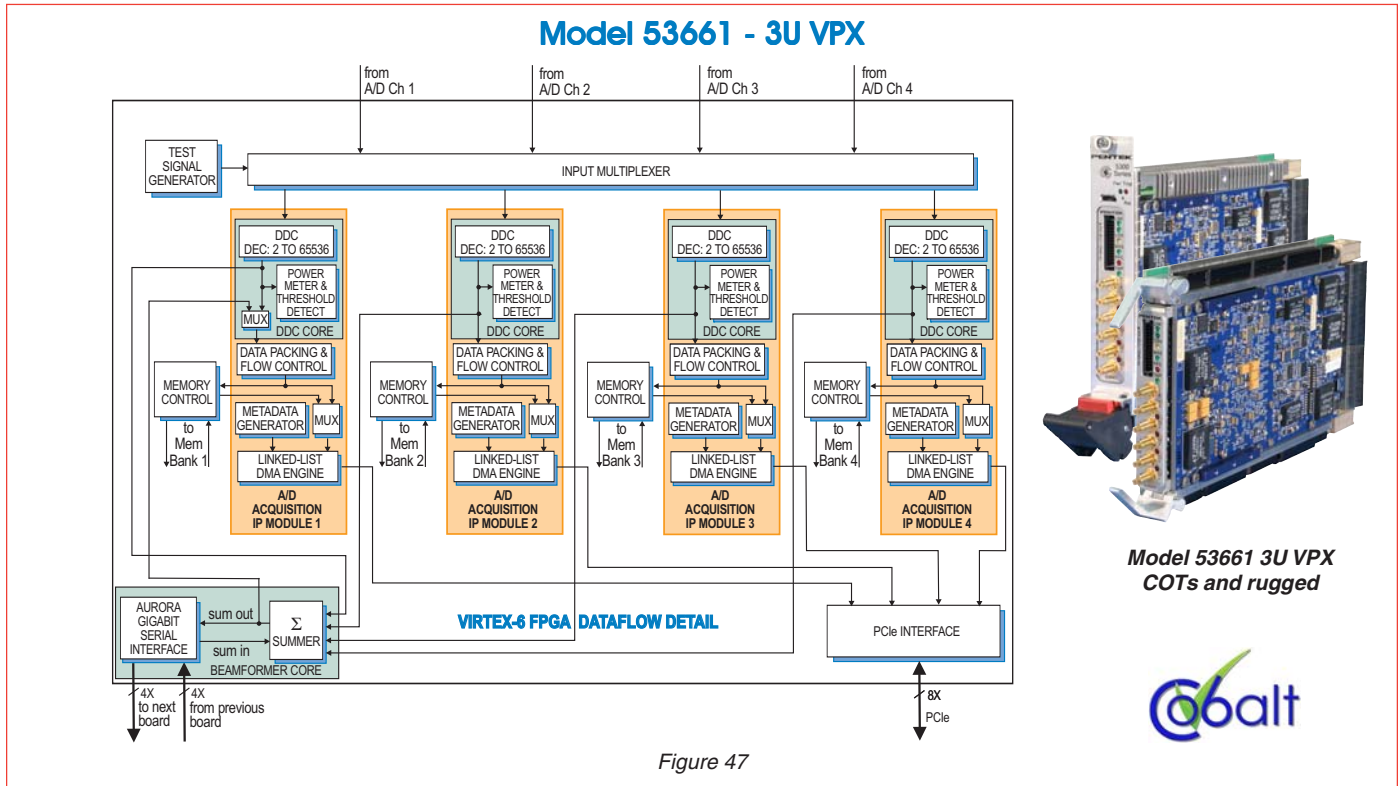 Model 53661 - 3U VPX
from
A/D Ch 1
from
A/D Ch 2
from
A/D Ch 3
from
A/D Ch 4
TEST
SIGNAL
GENERATOR
INPUT MULTIPLEXER
DDC
DEC: 2 TO 65536
POWER
METER &
THRESHOLD
DETECT
MUX
DDC CORE
DATA PACKING &
FLOW CONTROL
MEMORY
CONTROL
METADATA
GENERATOR
MUX
to
Mem
Bank 1
LINKED-LIST
DMA ENGINE
A/D
ACQUISITION
IP MODULE 1
DDC
DEC: 2 TO 65536
POWER
METER &
THRESHOLD
DETECT
DDC CORE
DATA PACKING &
FLOW CONTROL
MEMORY
CONTROL
METADATA
GENERATOR
MUX
to
Mem
Bank 2
LINKED-LIST
DMA ENGINE
A/D
ACQUISITION
IP MODULE 2
DDC
DEC: 2 TO 65536
POWER
METER &
THRESHOLD
DETECT
DDC CORE
DATA PACKING &
FLOW CONTROL
MEMORY
CONTROL
METADATA
GENERATOR
MUX
to
Mem
Bank 3
LINKED-LIST
DMA ENGINE
A/D
ACQUISITION
IP MODULE 3
DDC
DEC: 2 TO 65536
POWER
METER &
THRESHOLD
DETECT
DDC CORE
DATA PACKING &
FLOW CONTROL
MEMORY
CONTROL
METADATA
GENERATOR
MUX
to
Mem
Bank 4
LINKED-LIST
DMA ENGINE
A/D
ACQUISITION
IP MODULE 4
AURORA
GIGABIT
SERIAL
INTERFACE
sum out
sum in
Σ
SUMMER
BEAMFORMER CORE
VIRTEX-6 FPGA DATAFLOW DETAIL
PCIe INTERFACE
4X
to next
board
4X
from previous
board
8X
PCIe
PENTEK
5300
Series
Model 53661 3U VPX
COTs and rugged
Cobalt
Figure 47